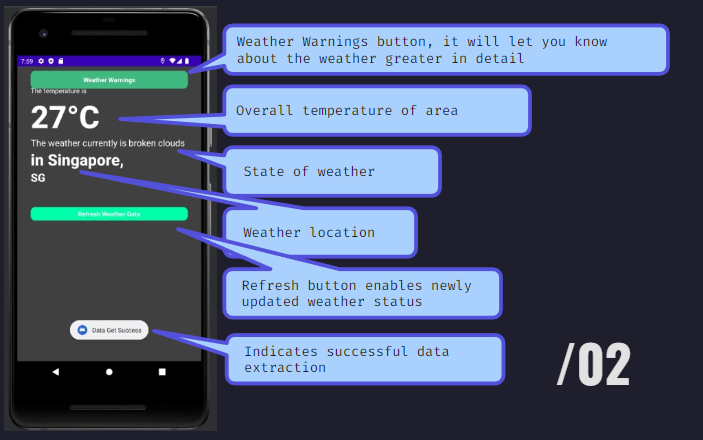 7:59
Weather Warnings
The temperature is
27°C
The weather currently is broken clouds
in Singapore,
SG
Refresh Weather Data
Data Get Success
Weather Warnings button, it will let you know
about the weather greater in detail
Overall temperature of area
State of weather
Weather location
Refresh button enables newly
updated weather status
Indicates successful data
extraction
/02